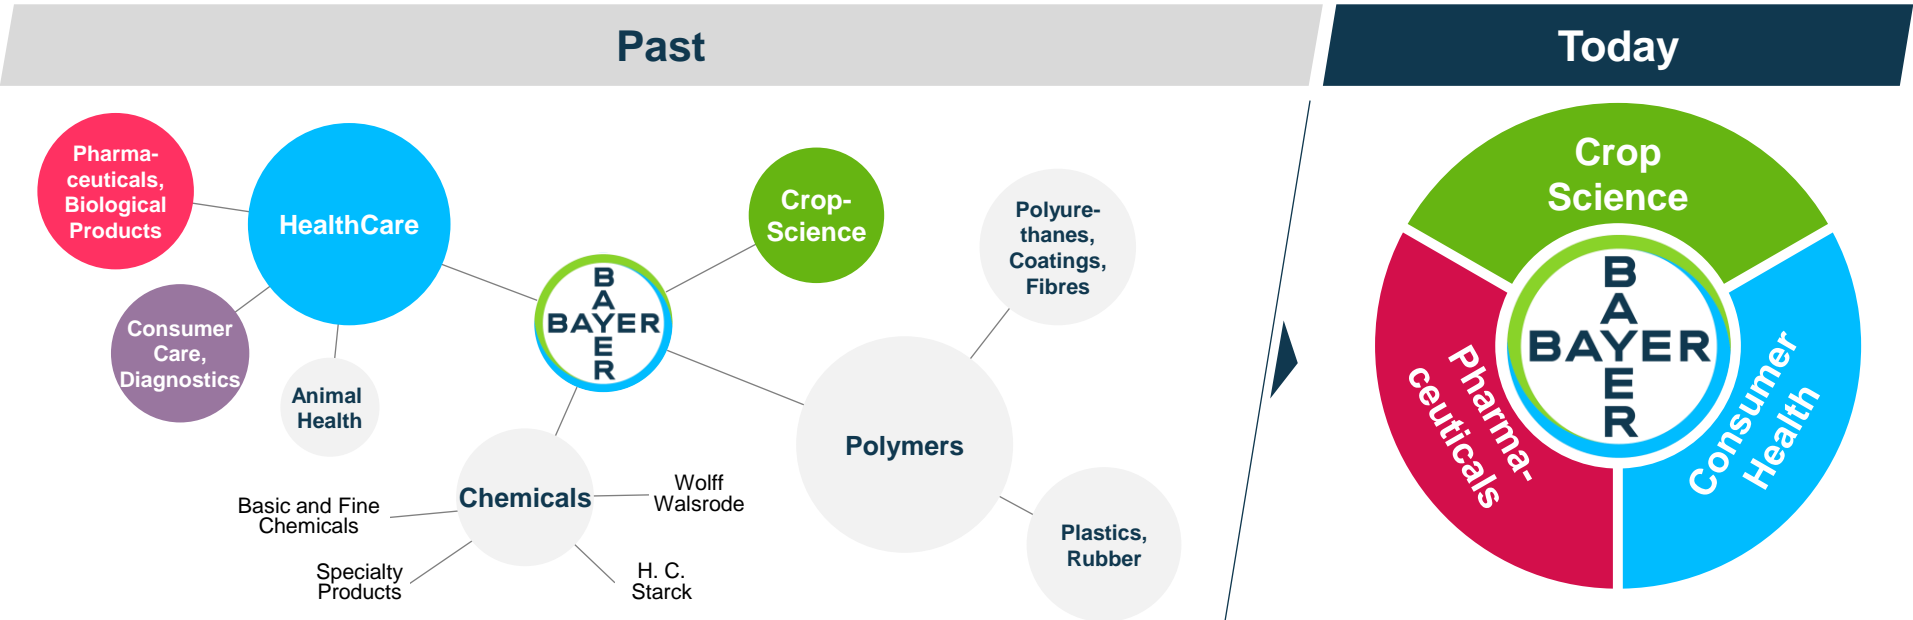 Past
Today
Pharma-
ceuticals,
Biological
Products
HealthCare
Crop-
Science
Polyure-
thanes,
Coatings,
Fibres
Consumer
Care,
Diagnostics
Animal
Health
BAYER
BAYER
Polymers
Chemicals
Wolff
Walsrode
Basic and Fine
Chemicals
Specialty
Products
H. C.
Starck
Plastics,
Rubber
Crop
Science
BAYER
BAYER
Pharma-
ceuticals
Consumer
Health